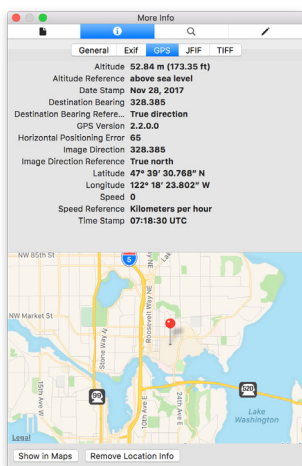 More Info
General Exif GPS JFIF TIFF
Altitude 52.84 m (173.35 ft)
Altitude Reference above sea level
Date Stamp Nov 28, 2017
Destination Bearing 328.385
Destination Bearing Refere... True direction
GPS Version 2.2.0.0
Horizontal Positioning Error 65
Image Direction 328.385
Image Direction Reference True north
Latitude 47° 39' 30.768" N
Longitude 122° 18' 23.802" W
Speed 0
Speed Reference Kilometers per hour
Time Stamp 07:18:30 UTC
NW 85th St
5
NW Market St
Roosevelt Way NE
Stone Way N
15th Ave W
99
10th Ave E
24th Ave E
520
Lake
Washington
Legal
Show in Maps Remove Location Info